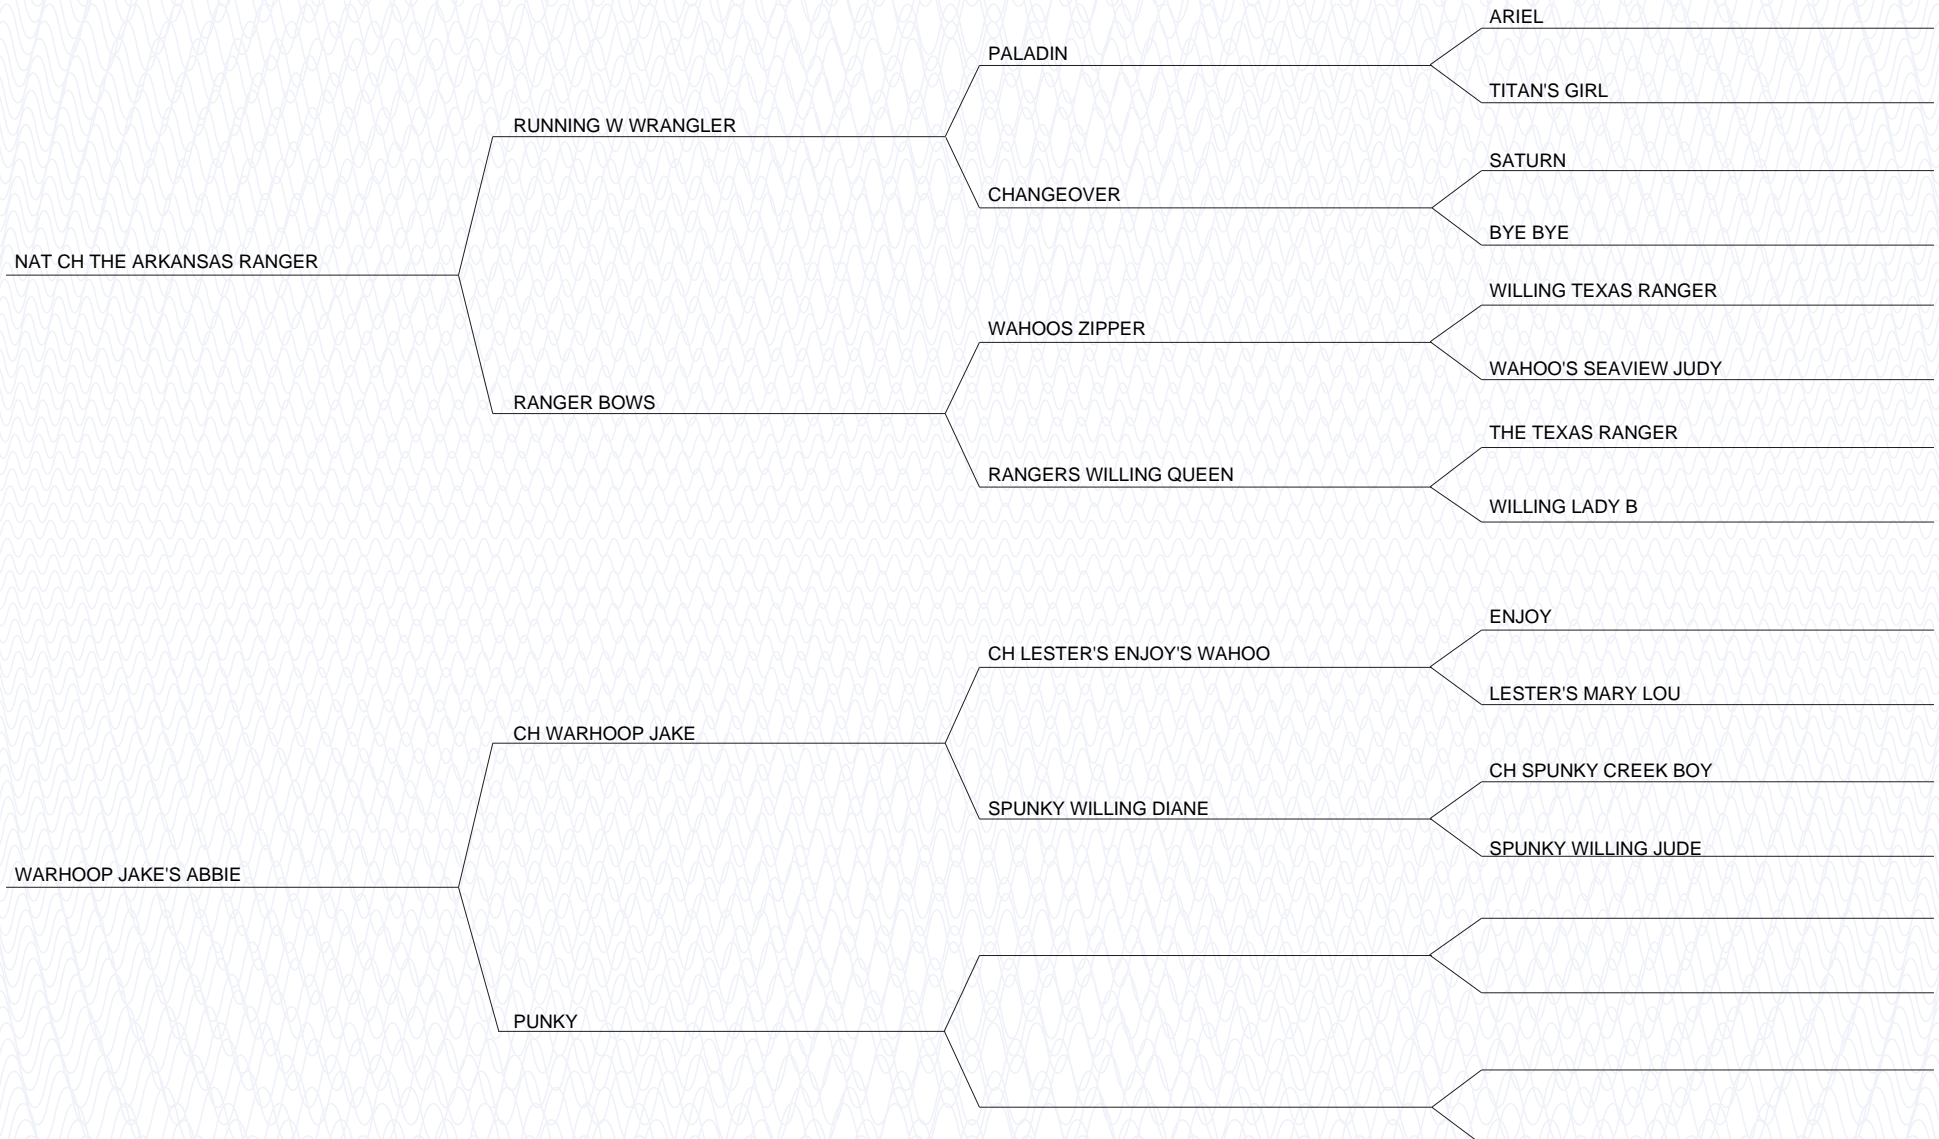 ARIEL
PALADIN
TITAN'S GIRL
RUNNING W WRANGLER
SATURN
CHANGEOVER
BYE BYE
NAT CH THE ARKANSAS RANGER
WILLING TEXAS RANGER
WAHOOS ZIPPER
WAHOO'S SEAVIEW JUDY
RANGER BOWS
THE TEXAS RANGER
RANGERS WILLING QUEEN
WILLING LADY B
ENJOY
CH LESTER'S ENJOY'S WAHOO
LESTER'S MARY LOU
CH WARHOOP JAKE
CH SPUNKY CREEK BOY
SPUNKY WILLING DIANE
SPUNKY WILLING JUDE
WARHOOP JAKE'S ABBIE
PUNKY